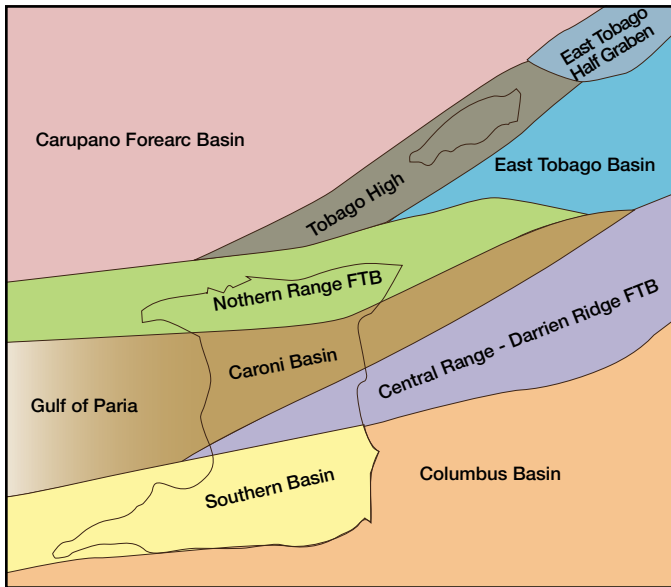 East Tobago
Half Graben
Carupano Forearc Basin
East Tobago Basin
Tobago High
Nothern Range FTB
Caroni Basin
Central Range - Darrien Ridge FTB
Gulf of Paria
Southern Basin
Columbus Basin